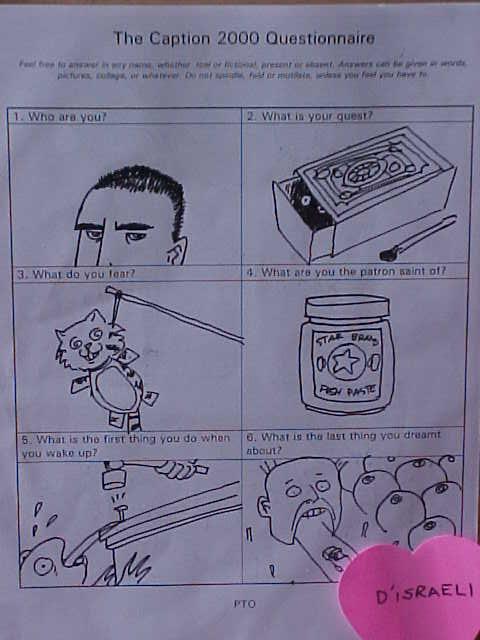 The Caption 2000 Questionnaire
Feel free to answer in any name, whether real or fictional, present or absent. Answers can be given in words,
pictures, collage, or whatever. Do not spindle, fold or mutilate, unless you feel you have to.
1. Who are you?
2. What is your quest?
3. What do you fear?
4. What are you the patron saint of?
STAR BRAND
FISH PASTE
5. What is the first thing you do when
you wake up?
6. What is the last thing you dreamt
about?
D'ISRAELI
PTO